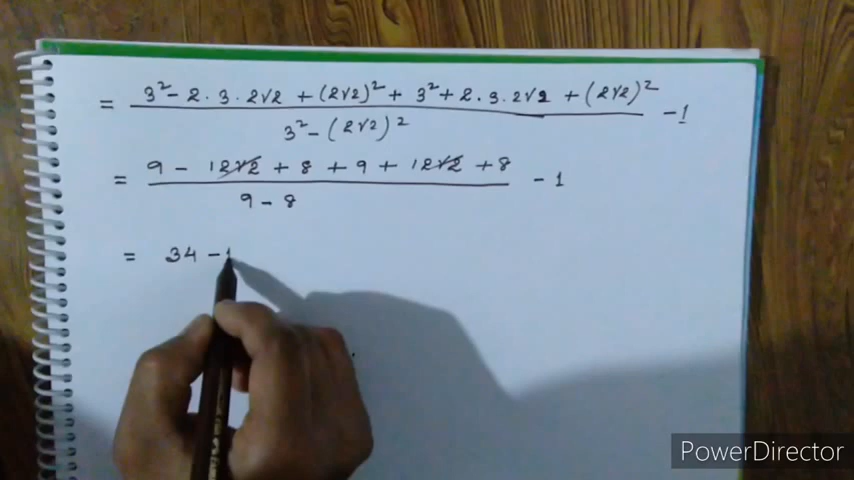 = 3² - 2 · 3 · 2√2 + (2√2)² + 3² + 2 · 3 · 2√2 + (2√2)² / 3² - (2√2)² - 1
= 9 - 12√2 + 8 + 9 + 12√2 + 8 / 9 - 8 - 1
= 34 - 1
PowerDirector